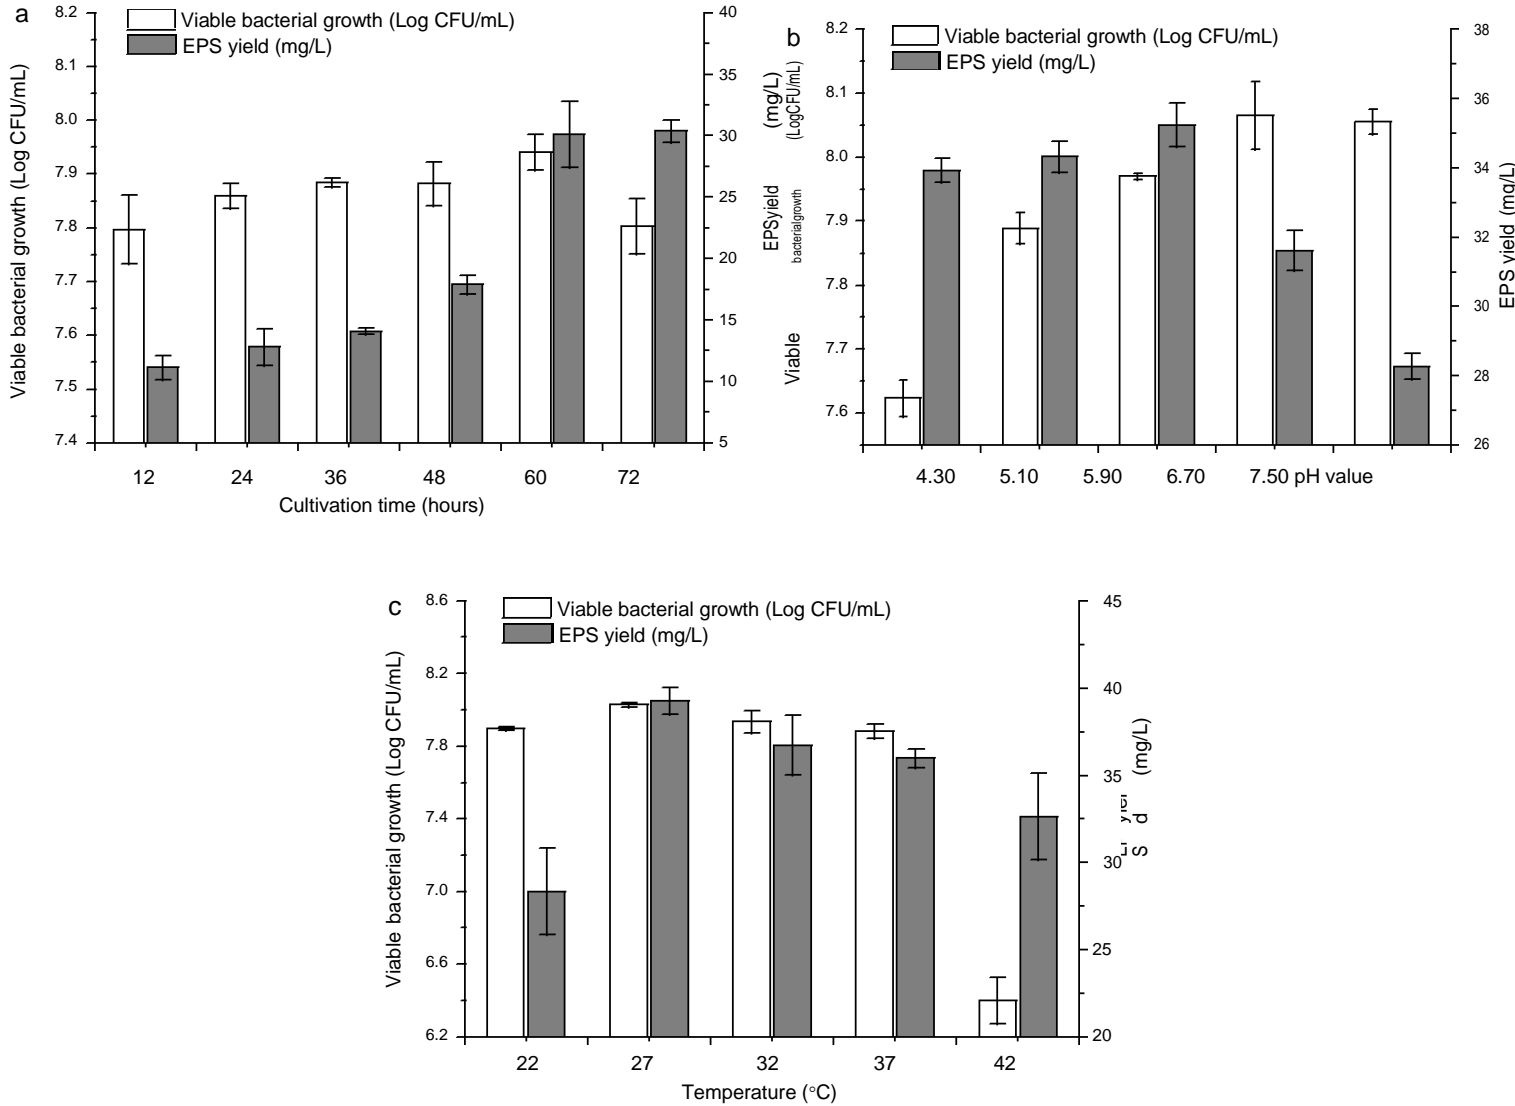 a
Viable bacterial growth (Log CFU/mL)
EPS yield (mg/L)
8.2
8.1
8.0
7.9
7.8
7.7
7.6
7.5
7.4
Viable bacterial growth (Log CFU/mL)
40
35
30
25
20
15
10
5
EPSyield (mg/L)
12 24 36 48 60 72
Cultivation time (hours)
b
Viable bacterial growth (Log CFU/mL)
EPS yield (mg/L)
Viable bacterialgrowth (LogCFU/mL)
8.2
8.1
8.0
7.9
7.8
7.7
7.6
38
36
34
32
30
28
26
EPS yield (mg/L)
4.30 5.10 5.90 6.70 7.50 pH value
c
Viable bacterial growth (Log CFU/mL)
EPS yield (mg/L)
8.6
8.2
7.8
7.4
7.0
6.6
6.2
Viable bacterial growth (Log CFU/mL)
45
40
35
30
25
20
(mg/L)
S d
22 27 32 37 42
Temperature (°C)